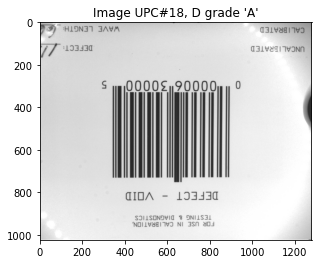 Image UPC#18, D grade 'A'
0
200
400
600
800
1000
WAVE LENGTH:
CALIBRATED
DEFECT:
UNCALIBRATED
0 00006 30000 5
DEFECT - VOID
FOR USE IN CALIBRATION,
TESTING & DIAGNOSTICS
0 200 400 600 800 1000 1200